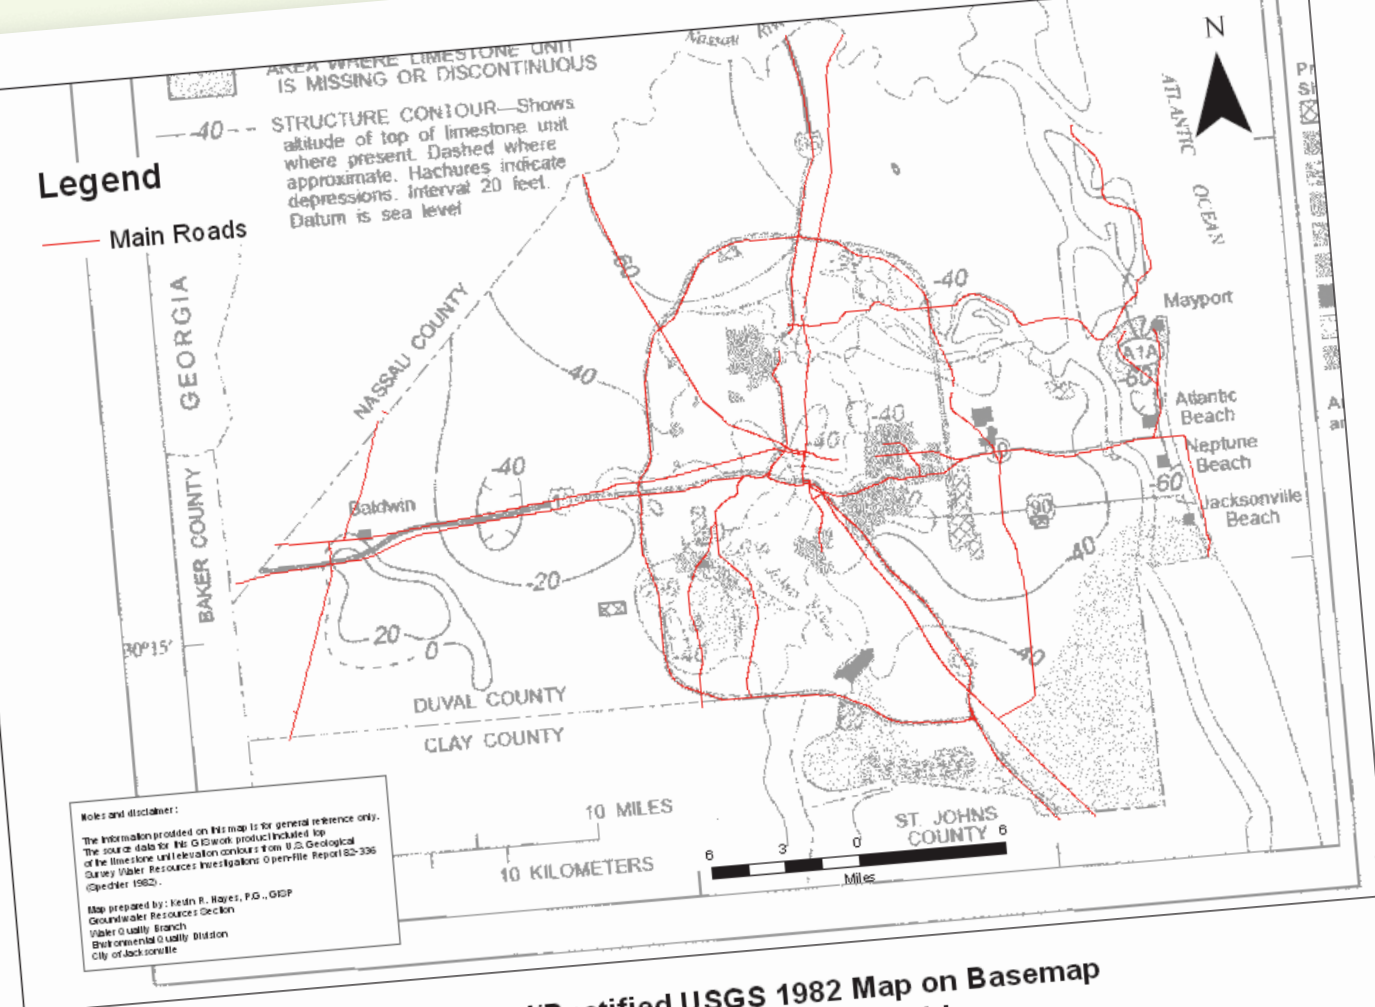 AREA WHERE LIMESTONE UNIT
IS MISSING OR DISCONTINUOUS
-40--
STRUCTURE CONTOUR—Shows
altitude of top of limestone unit
where present. Dashed where
approximate. Hachures indicate
depressions. Interval 20 feet.
Datum is sea level
Legend
Main Roads
N
ATLANTIC
OCEAN
GEORGIA
NASSAU COUNTY
BAKER COUNTY
60
-40
40
Mayport
A1A
-60
Atlantic
Beach
-40
40
Neptune
Beach
-60
Jacksonville
Beach
-40
Baldwin
90
-40
-20
20
0
30°15'
-40
DUVAL COUNTY
CLAY COUNTY
ST. JOHNS
COUNTY
10 MILES
10 KILOMETERS
6 3 0 6
Miles
Notes and disclaimer:
The information provided on this map is for general reference only.
The source data for this GIS work product included top
of the limestone unit elevation contours from U.S. Geological
Survey Water Resources Investigations Open-File Report 82-336
(Spechler 1982).
Map prepared by: Kevin R. Hayes, P.G., GISP
Groundwater Resources Section
Water Quality Branch
Environmental Quality Division
City of Jacksonville
USGS 1982 Map on Basemap